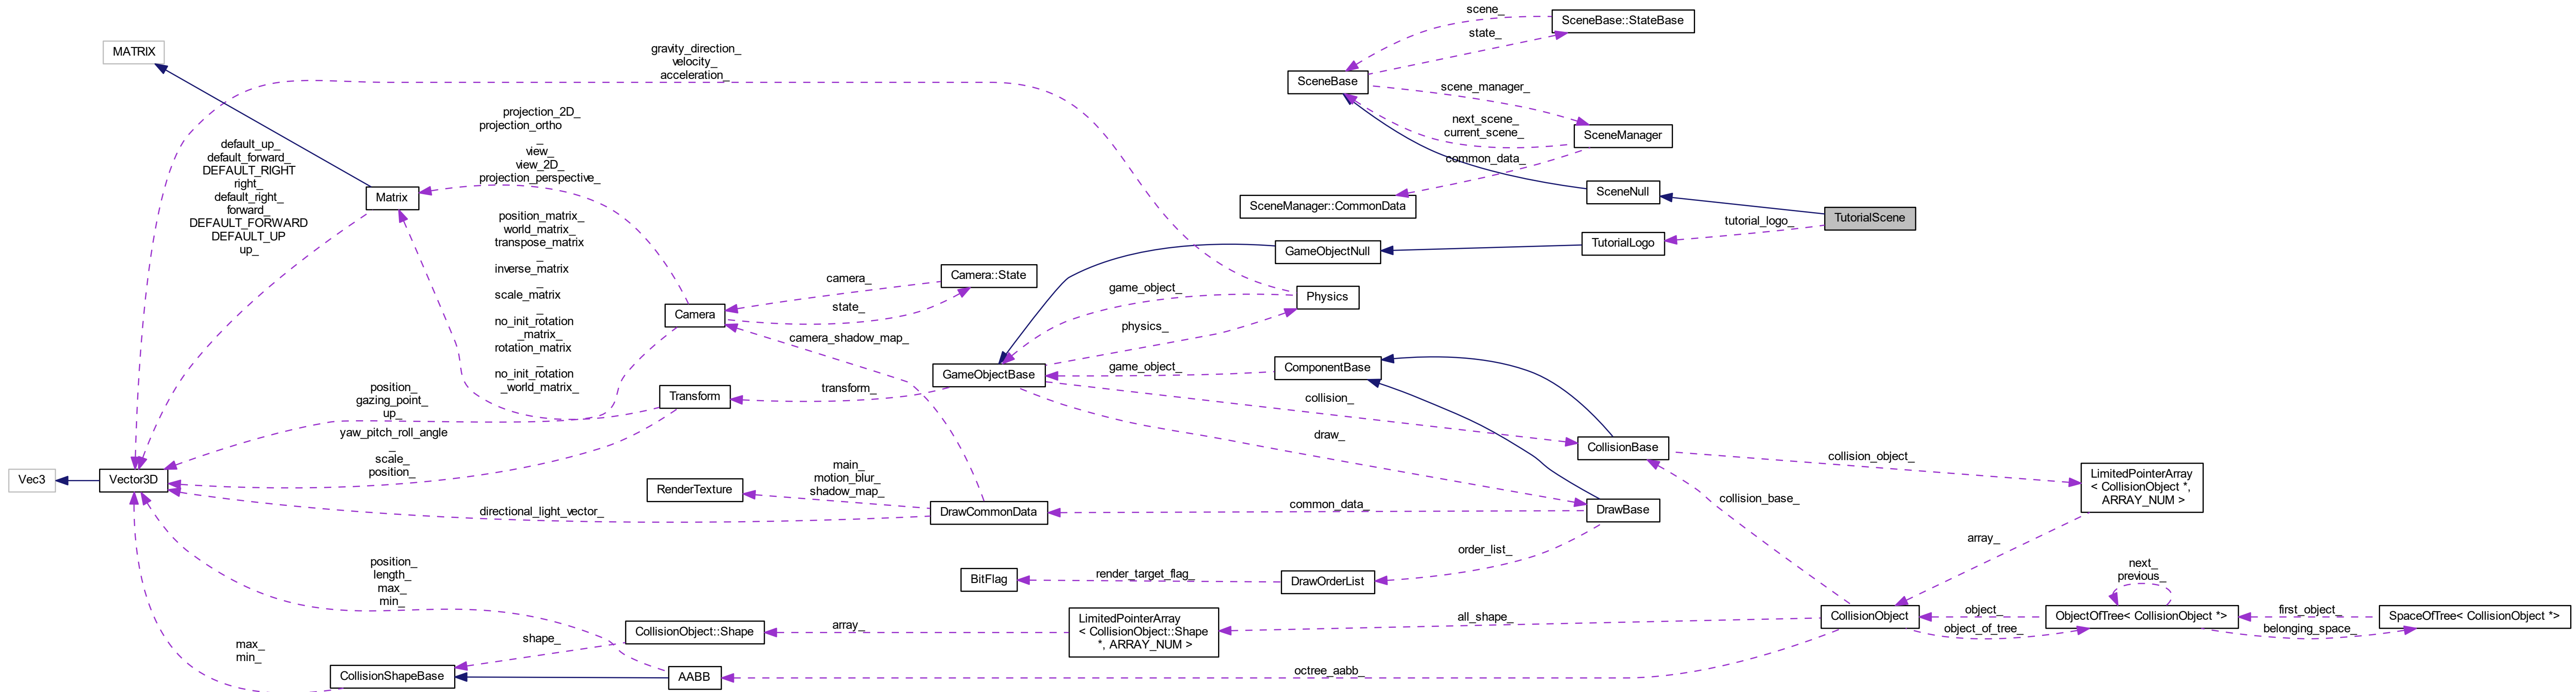 scene_
SceneBase::StateBase
state_
MATRIX
gravity_direction_
velocity_
acceleration_
SceneBase
scene_manager_
projection_2D_
projection_ortho
_
view_
view_2D_
projection_perspective_
next_scene_
current_scene_
SceneManager
default_up_
default_forward_
DEFAULT_RIGHT
right_
default_right_
forward_
DEFAULT_FORWARD
DEFAULT_UP
up_
common_data_
Matrix
SceneNull
SceneManager::CommonData
TutorialScene
tutorial_logo_
position_matrix_
world_matrix_
transpose_matrix
_
inverse_matrix
_
scale_matrix
_
no_init_rotation
_matrix_
rotation_matrix
_
no_init_rotation
_world_matrix_
TutorialLogo
GameObjectNull
Camera::State
camera_
state_
Camera
game_object_
Physics
physics_
camera_shadow_map_
GameObjectBase
game_object_
ComponentBase
transform_
Transform
position_
gazing_point_
up_
collision_
draw_
yaw_pitch_roll_angle
_
scale_
position_
CollisionBase
collision_object_
LimitedPointerArray
< CollisionObject *,
ARRAY_NUM >
Vec3
Vector3D
RenderTexture
main_
motion_blur_
shadow_map_
directional_light_vector_
DrawCommonData
common_data_
DrawBase
collision_base_
array_
order_list_
BitFlag
render_target_flag_
DrawOrderList
position_
length_
max_
min_
next_
previous_
LimitedPointerArray
< CollisionObject::Shape
*, ARRAY_NUM >
all_shape_
CollisionObject
object_
object_of_tree_
ObjectOfTree< CollisionObject *>
first_object_
belonging_space_
SpaceOfTree< CollisionObject *>
array_
CollisionObject::Shape
shape_
max_
min_
CollisionShapeBase
AABB
octree_aabb_